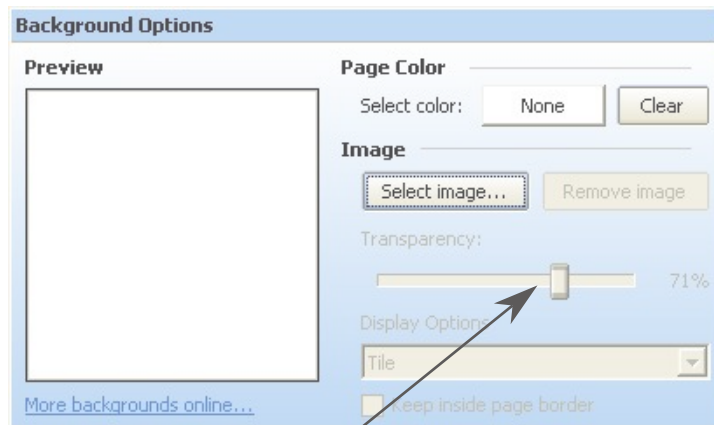 Background Options
Preview
Page Color
Select color: None Clear
Image
Select image... Remove image
Transparency:
71%
Display Options
Tile
More backgrounds online...
Keep inside page border